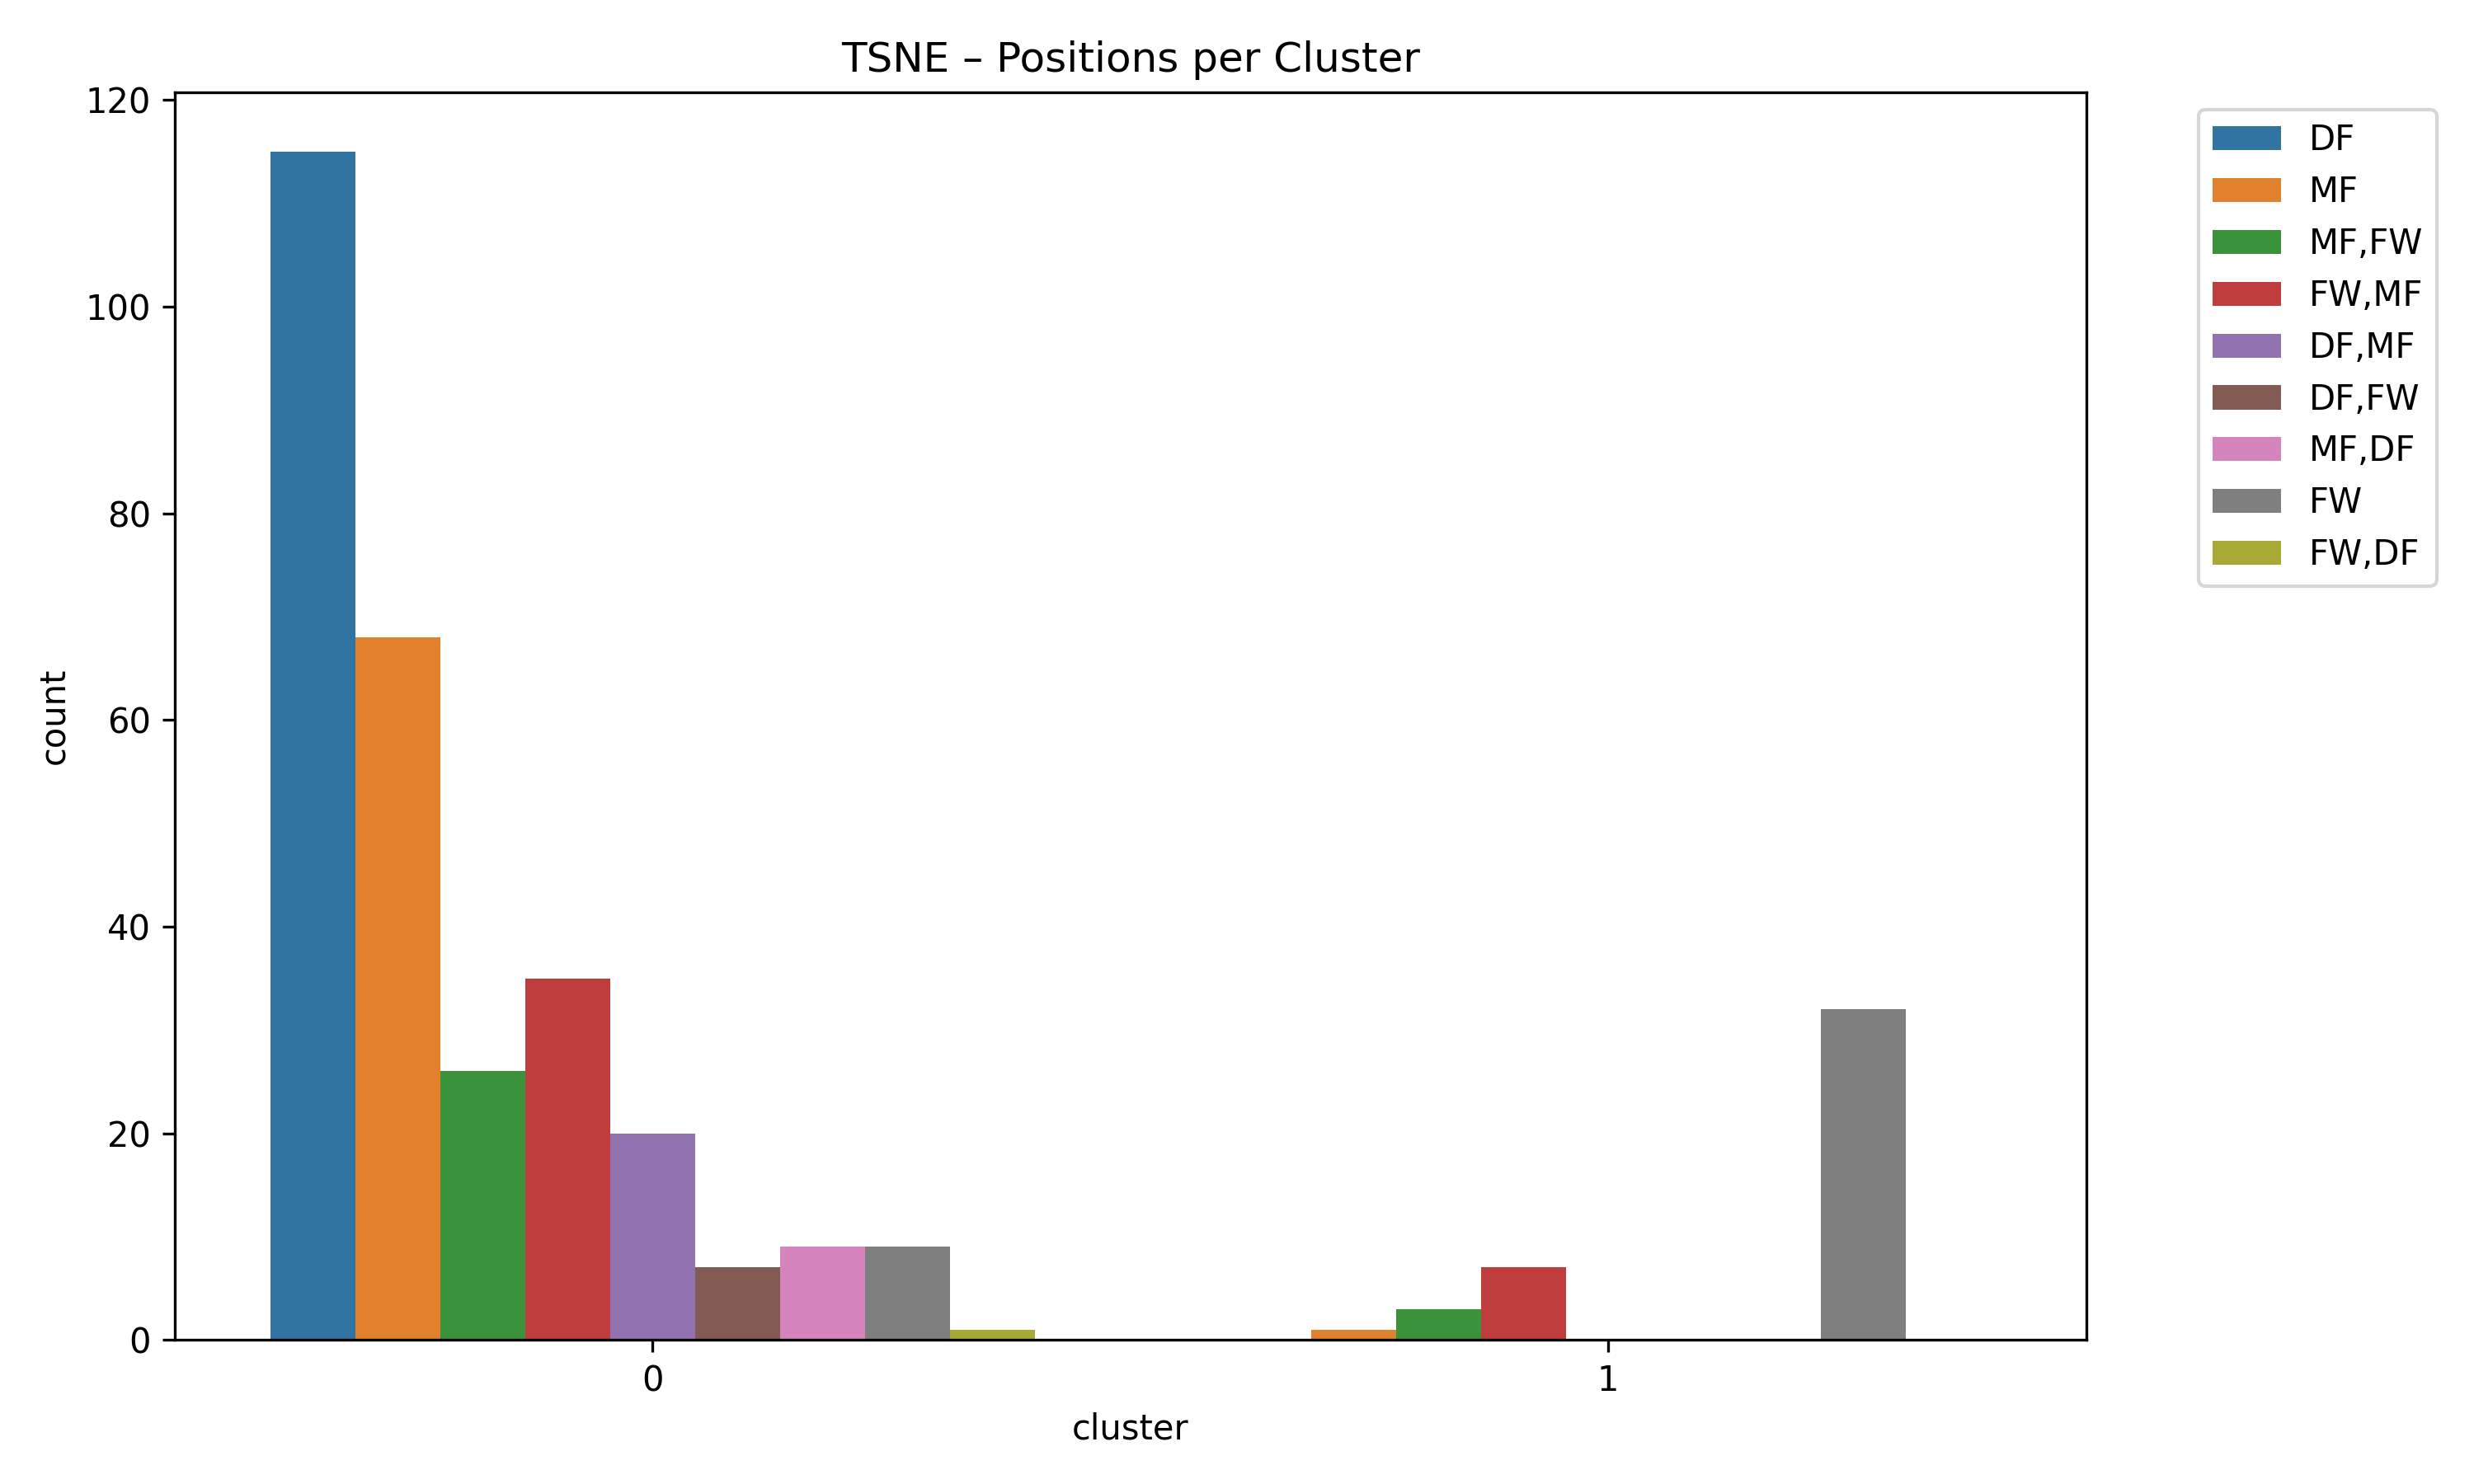 TSNE – Positions per Cluster
120
100
80
60
40
20
0
count
0
1
cluster
DF
MF
MF,FW
FW,MF
DF,MF
DF,FW
MF,DF
FW
FW,DF